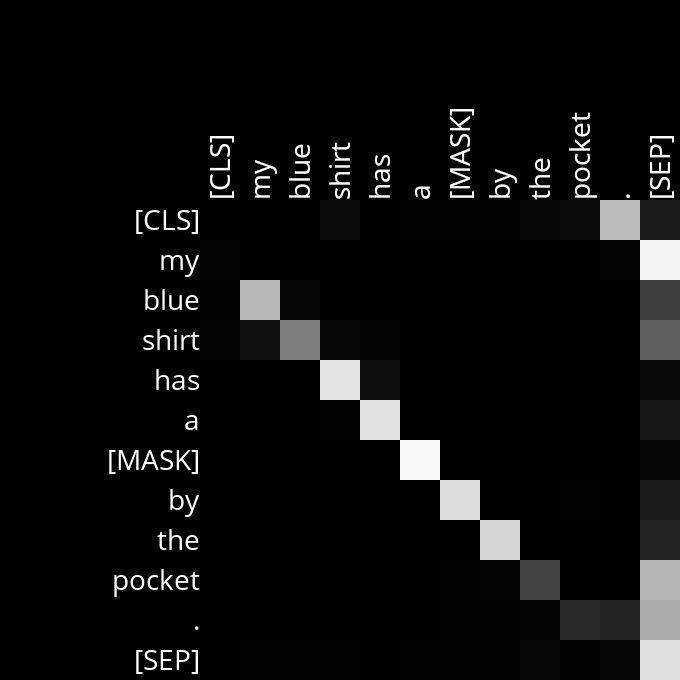 [CLS] my blue shirt has a [MASK] by the pocket . [SEP]
[CLS]
my
blue
shirt
has
a
[MASK]
by
the
pocket
.
[SEP]